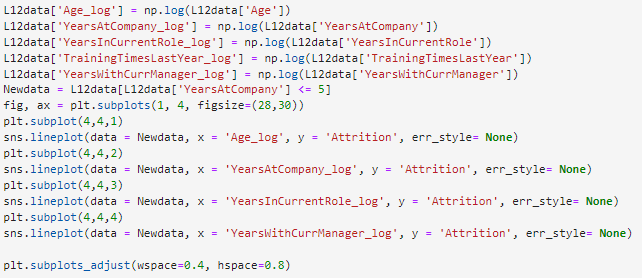 L12data['Age_log'] = np.log(L12data['Age'])
L12data['YearsAtCompany_log'] = np.log(L12data['YearsAtCompany'])
L12data['YearsInCurrentRole_log'] = np.log(L12data['YearsInCurrentRole'])
L12data['TrainingTimesLastYear_log'] = np.log(L12data['TrainingTimesLastYear'])
L12data['YearsWithCurrManager_log'] = np.log(L12data['YearsWithCurrManager'])
Newdata = L12data[L12data['YearsAtCompany'] <= 5]
fig, ax = plt.subplots(1, 4, figsize=(28,30))
plt.subplot(4,4,1)
sns.lineplot(data = Newdata, x = 'Age_log', y = 'Attrition', err_style= None)
plt.subplot(4,4,2)
sns.lineplot(data = Newdata, x = 'YearsAtCompany_log', y = 'Attrition', err_style= None)
plt.subplot(4,4,3)
sns.lineplot(data = Newdata, x = 'YearsInCurrentRole_log', y = 'Attrition', err_style= None)
plt.subplot(4,4,4)
sns.lineplot(data = Newdata, x = 'YearsWithCurrManager_log', y = 'Attrition', err_style= None)
plt.subplots_adjust(wspace=0.4, hspace=0.8)